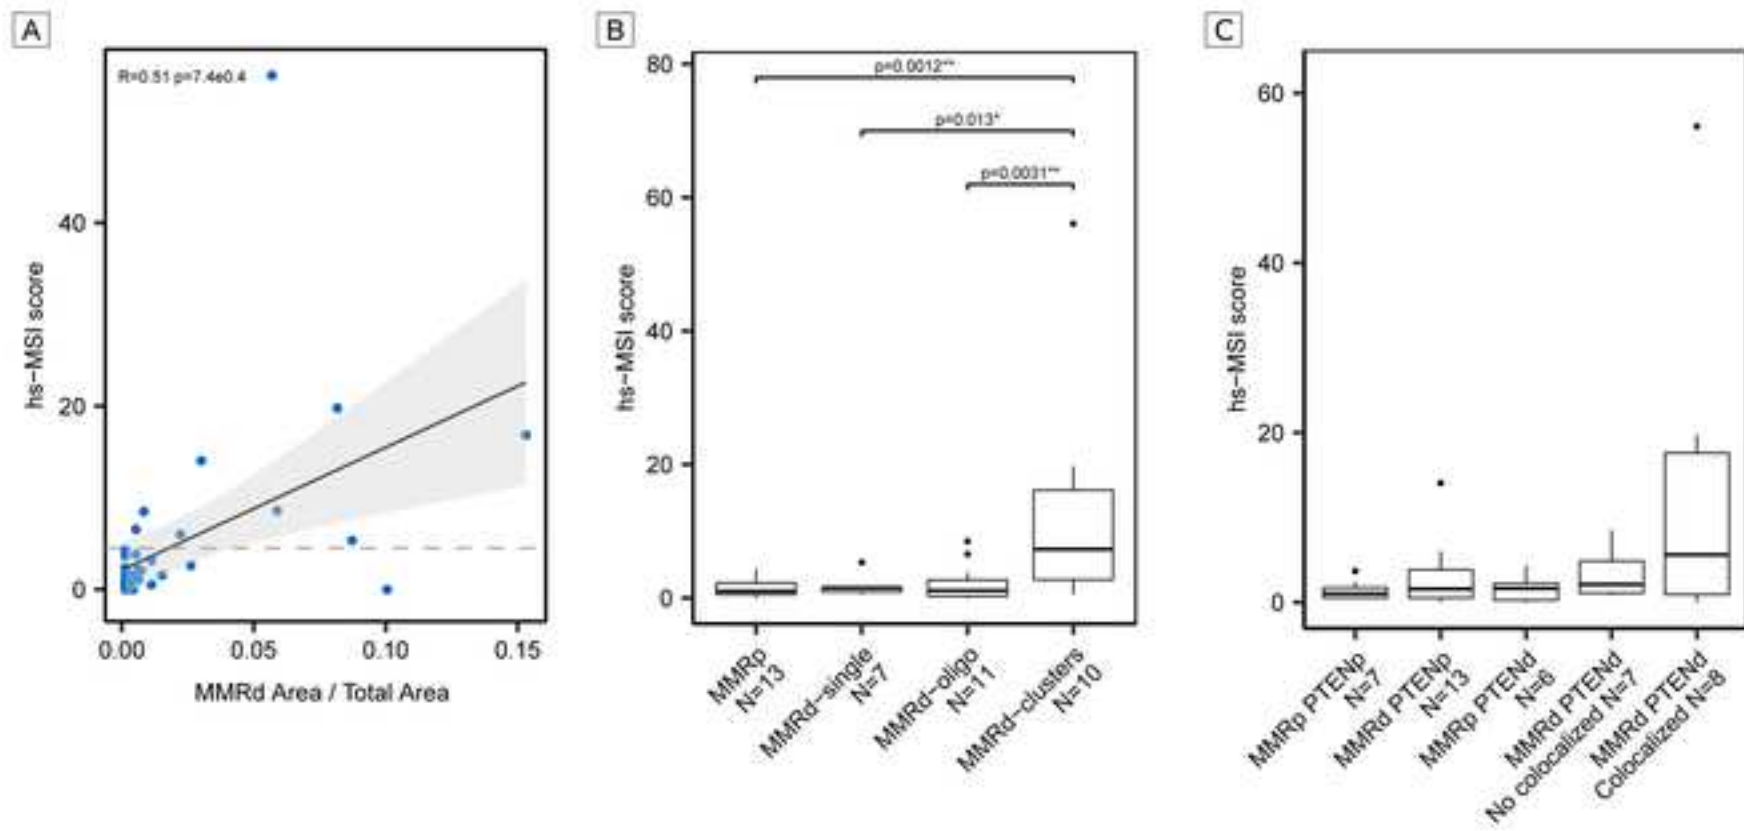 A
R=0.51 p=7.4e0.4
hs-MSI score
40
20
0
0.00
0.05
0.10
0.15
MMRd Area / Total Area
B
80
60
40
20
0
hs-MSI score
p=0.0012**
p=0.013*
p=0.0031**
MMRp
N=13
MMRd-single
N=7
MMRd-oligo
N=11
MMRd-clusters
N=10
C
60
40
20
0
hs-MSI score
MMRp PTENp
N=7
MMRd PTENp
N=13
MMRp PTENd
N=6
MMRd PTENd
No colocalized N=7
MMRd PTENd
Colocalized N=8